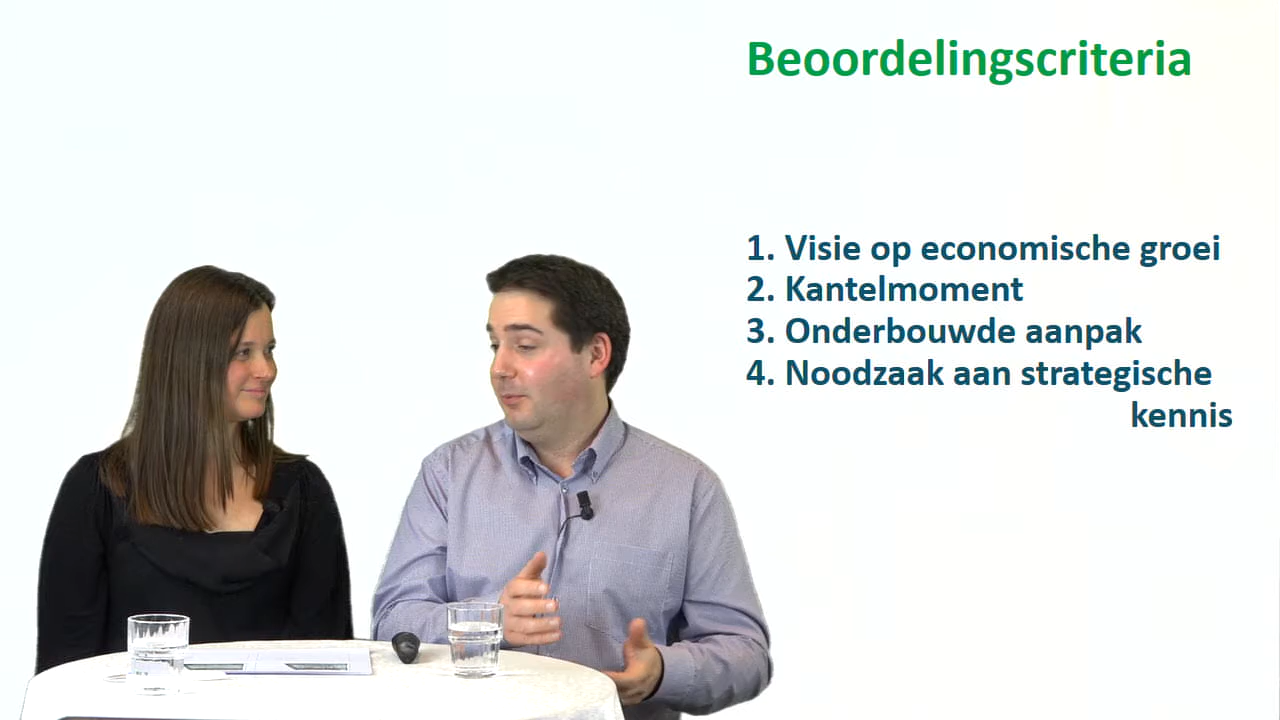 Beoordelingscriteria
1. Visie op economische groei
2. Kantelmoment
3. Onderbouwde aanpak
4. Noodzaak aan strategische
kennis